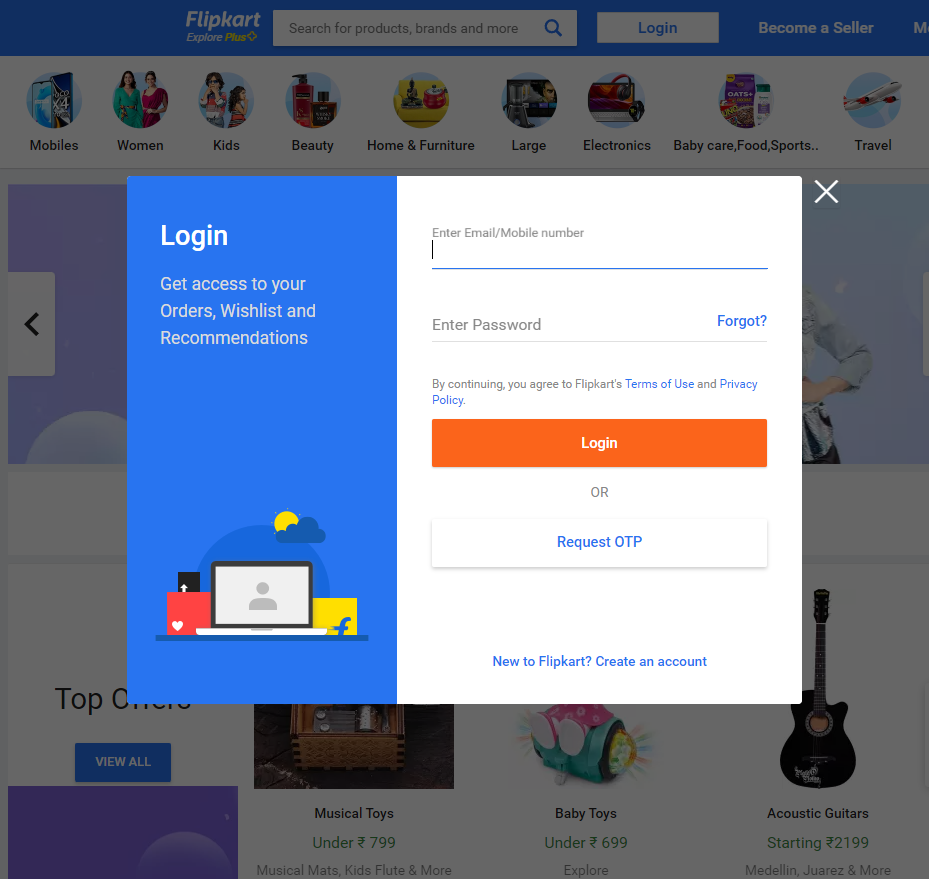 Flipkart
Explore Plus
Search for products, brands and more
Login
Become a Seller
Mobiles
Women
Kids
Beauty
Home & Furniture
Large
Electronics
Baby care,Food,Sports..
Travel
Login
Get access to your
Orders, Wishlist and
Recommendations
Enter Email/Mobile number
Enter Password
Forgot?
By continuing, you agree to Flipkart's Terms of Use and Privacy
Policy.
Login
OR
Request OTP
New to Flipkart? Create an account
Top Offers
VIEW ALL
Musical Toys
Under ₹ 799
Musical Mats, Kids Flute & More
Baby Toys
Under ₹ 699
Explore
Acoustic Guitars
Starting ₹2199
Medellin, Juarez & More